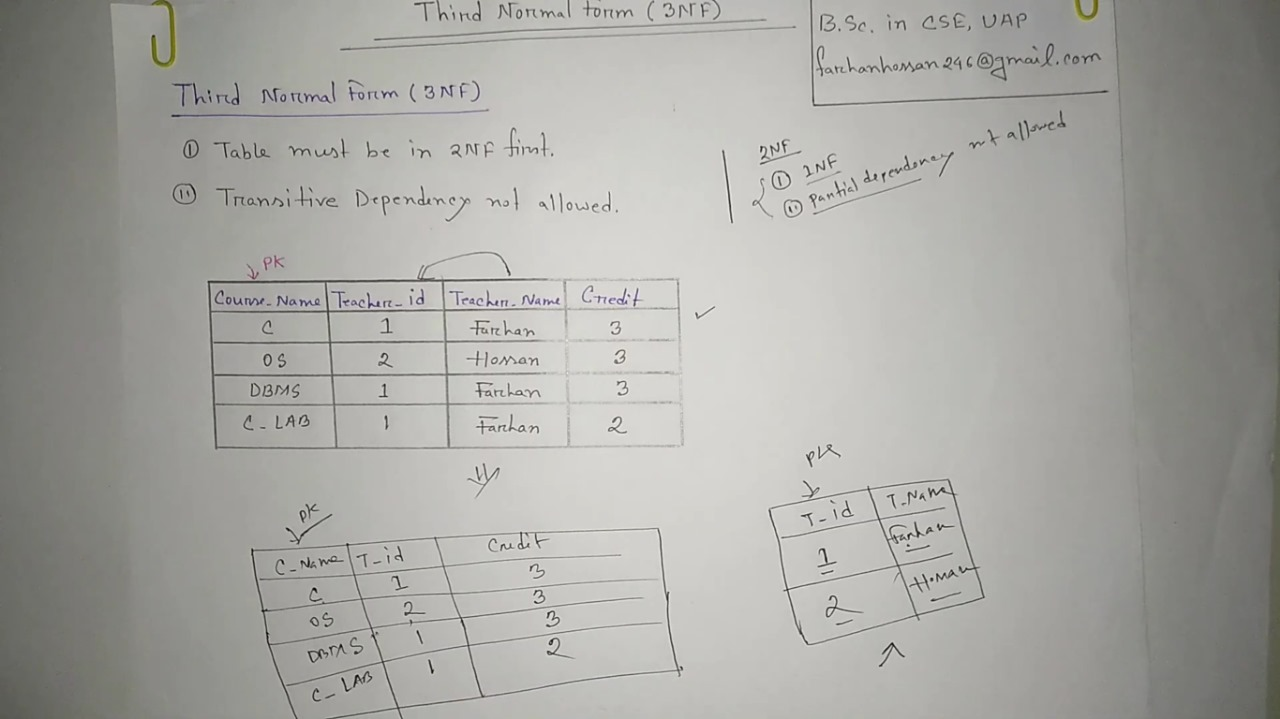 Third Normal form (3NF)
B.Sc. in CSE, UAP
farhanhossan246@gmail.com
Third Normal Form (3NF)
① Table must be in 2NF first.
⑪ Transitive Dependency not allowed.
2NF
① 1NF
⑪ partial dependency not allowed
PK
Course_Name Teacher_id Teacher_Name Credit
C 1 Farhan 3
OS 2 Hossan 3
DBMS 1 Farhan 3
C_LAB 1 Farhan 2
PK
C_Name T_id Credit
C 1 3
OS 2 3
DBMS 1 3
C_LAB 1 2
PK
T_id T_Name
1 Farhan
2 Hossan